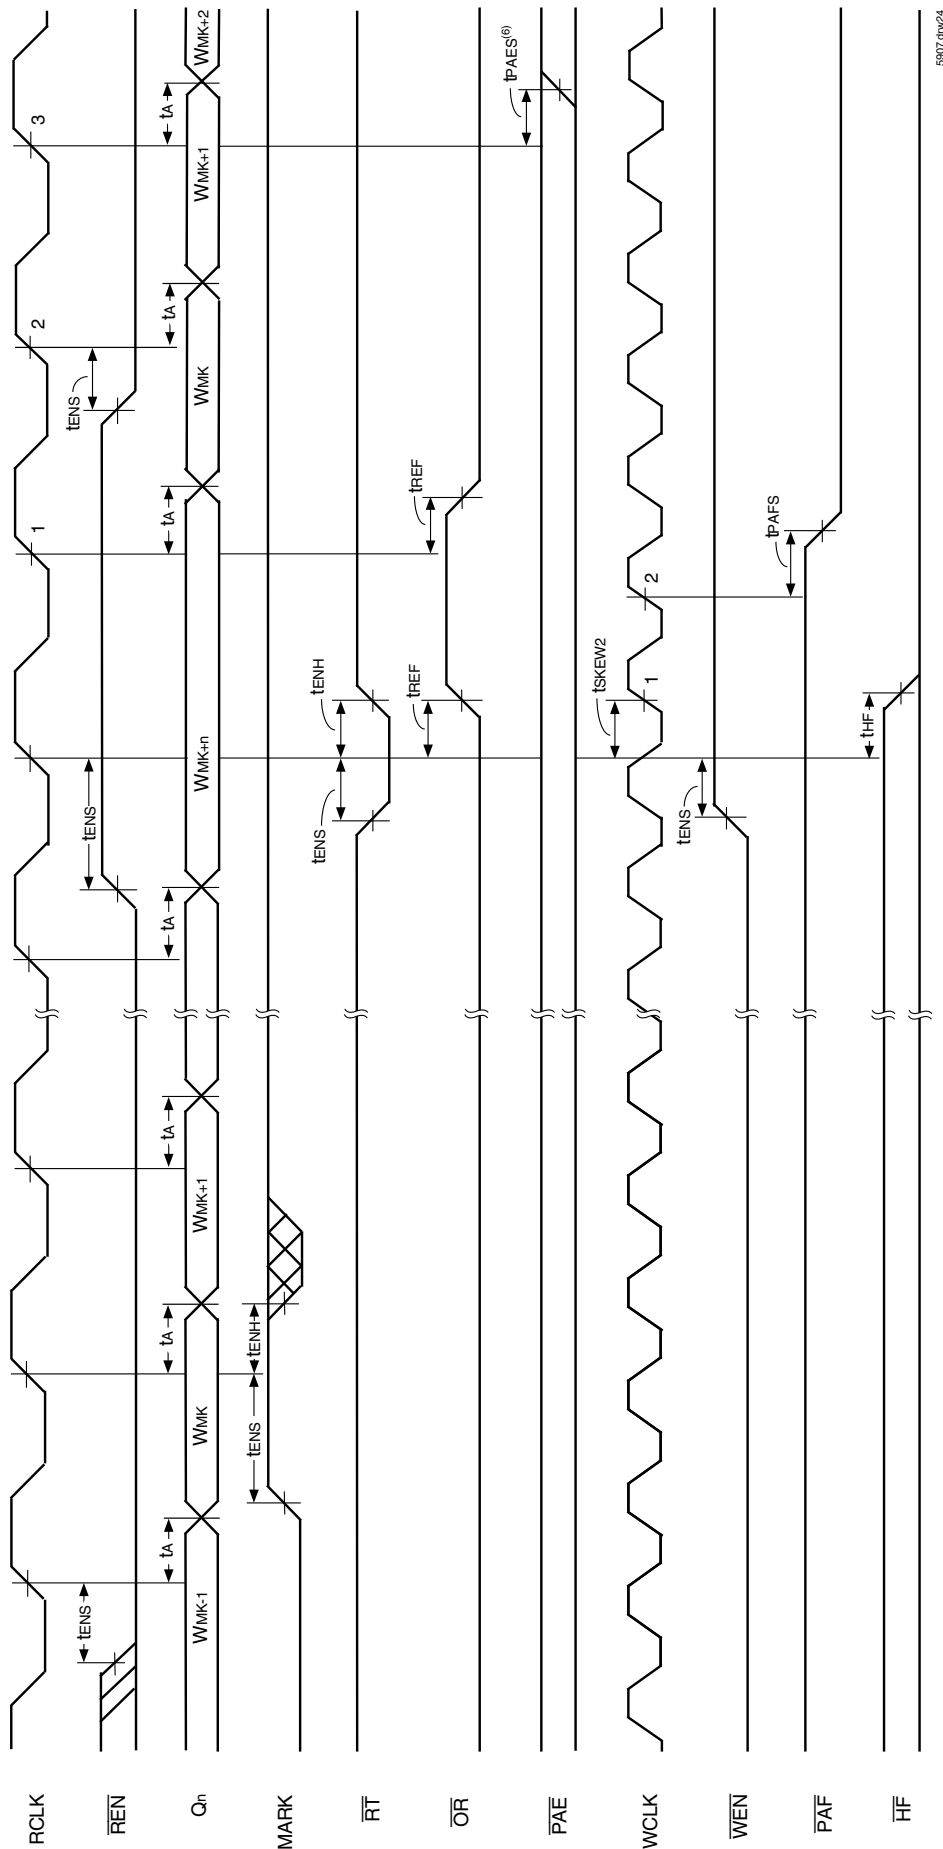 RCLK
1
2
3
REN
tENS
tENS
tENS
Qn
WMK-1
tA
WMK
tA
WMK+1
tA
tA
WMK+n
tA
WMK
tA
WMK+1
tA
WMK+2
MARK
tENS
tENH
RT
tENS
tENH
OR
tREF
tREF
PAE
tPAES(6)
WCLK
tSKEW2
1
2
WEN
tENS
PAF
tPAFS
HF
tHF
5907 drw24